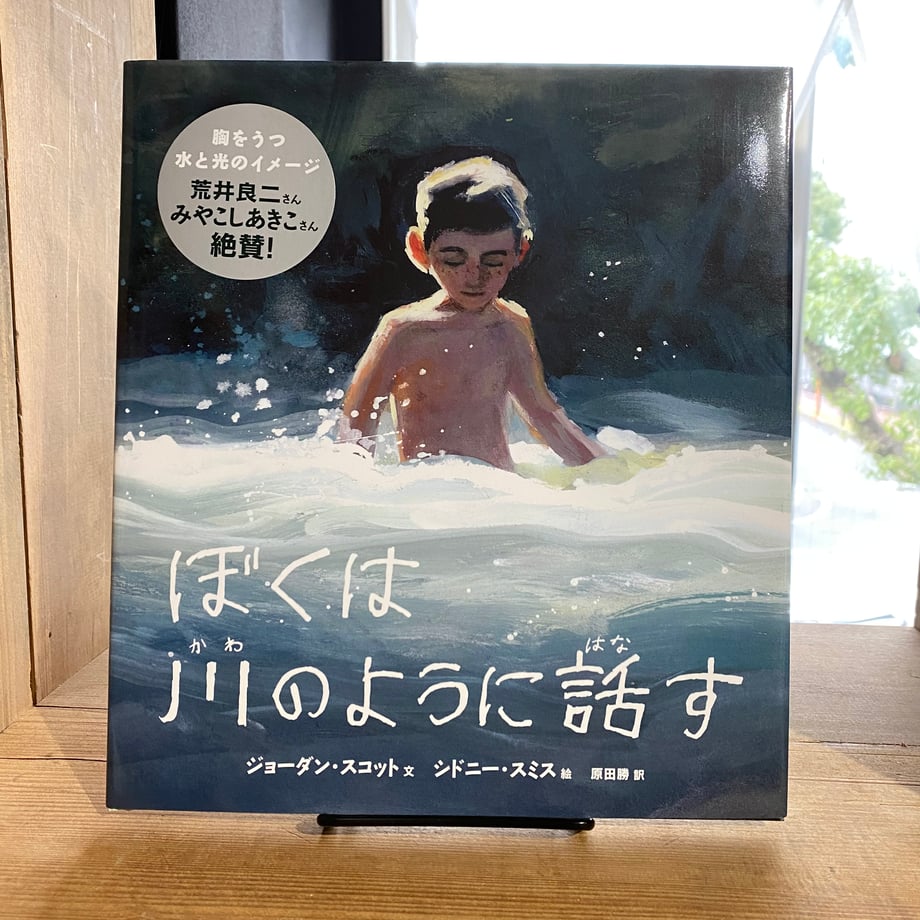 胸をうつ
水と光のイメージ
荒井良二さん
みやこしあきこさん
絶賛!
ぼくは
かわ はな
川のように話す
ジョーダン・スコット 文 シドニー・スミス 絵 原田勝 訳